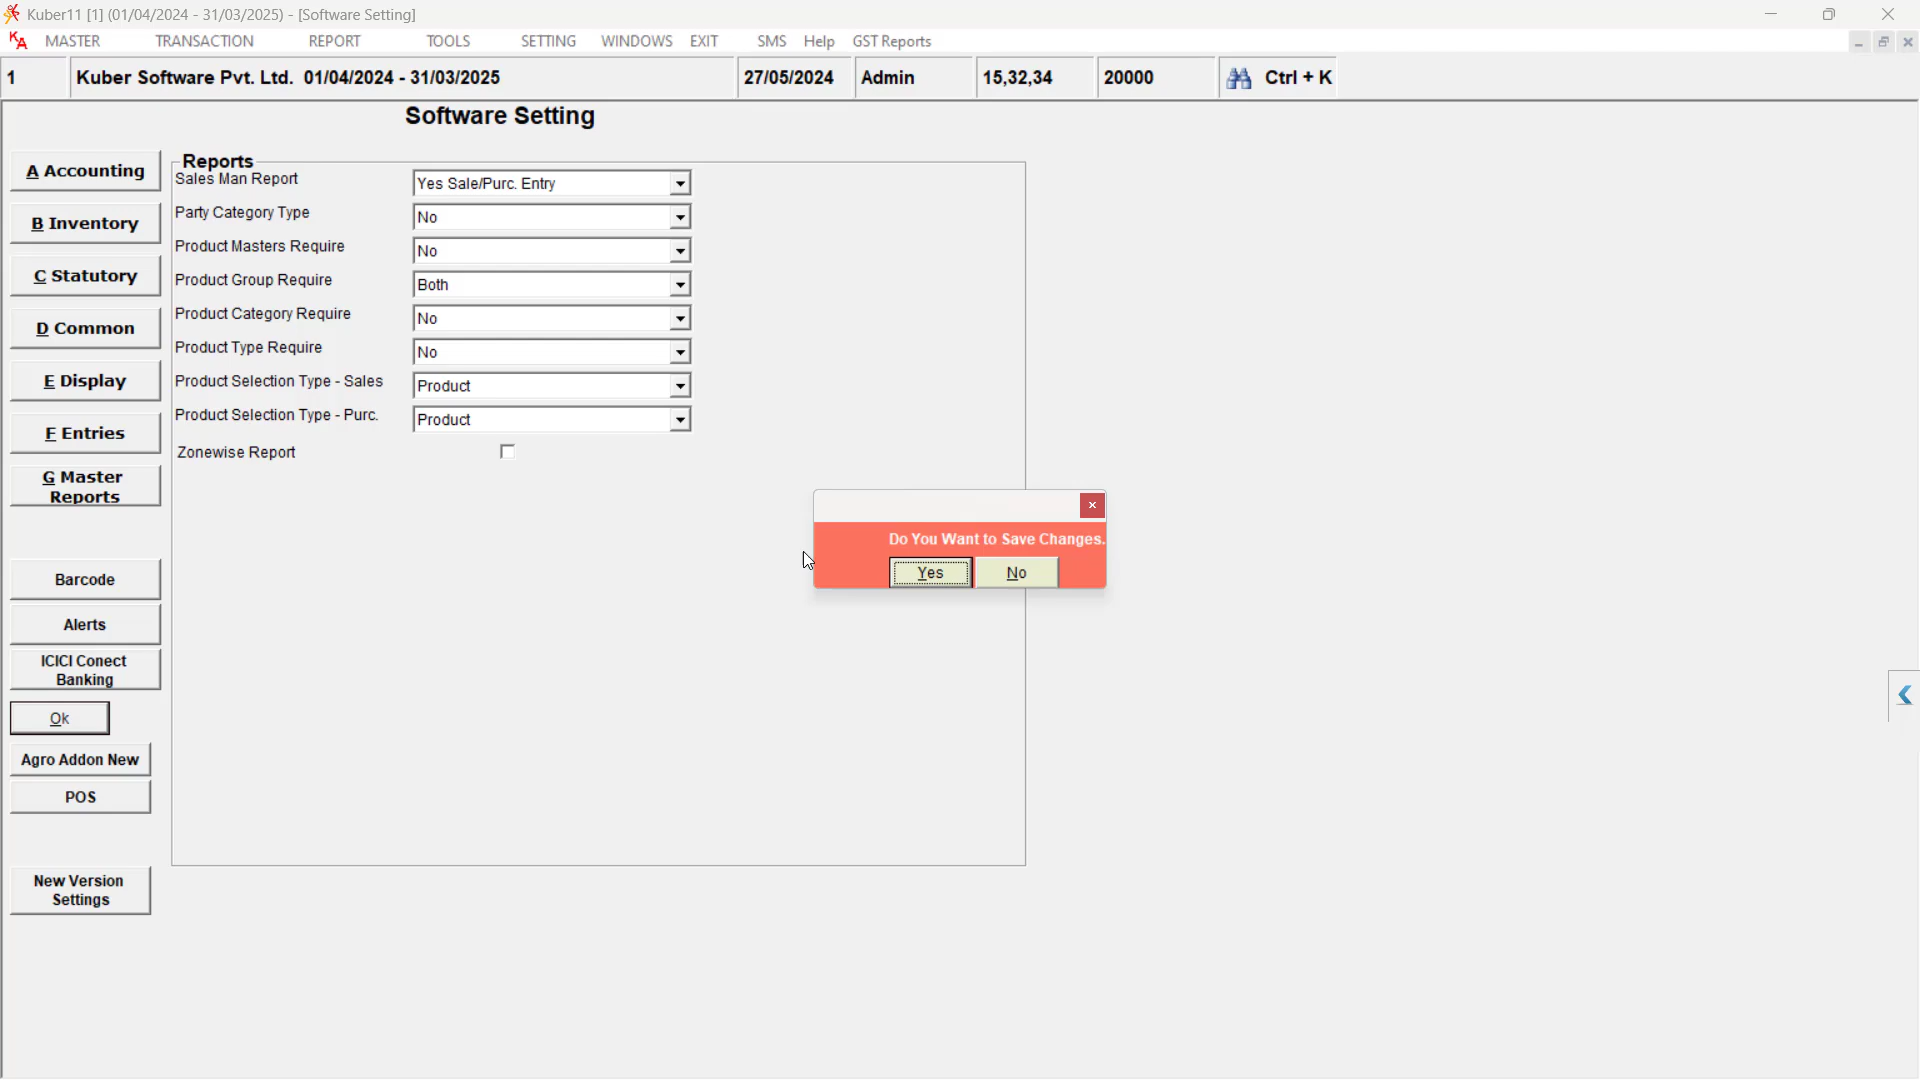 Kuber11 [1] (01/04/2024 - 31/03/2025) - [Software Setting]
KA MASTER TRANSACTION REPORT TOOLS SETTING WINDOWS EXIT SMS Help GST Reports
1 Kuber Software Pvt. Ltd. 01/04/2024 - 31/03/2025 27/05/2024 Admin 15,32,34 20000 Ctrl + K
Software Setting
A Accounting
B Inventory
C Statutory
D Common
E Display
F Entries
G Master
Reports
Barcode
Alerts
ICICI Conect
Banking
Ok
Agro Addon New
POS
New Version
Settings
Reports
Sales Man Report Yes Sale/Purc. Entry
Party Category Type No
Product Masters Require No
Product Group Require Both
Product Category Require No
Product Type Require No
Product Selection Type - Sales Product
Product Selection Type - Purc. Product
Zonewise Report
Do You Want to Save Changes.
Yes No